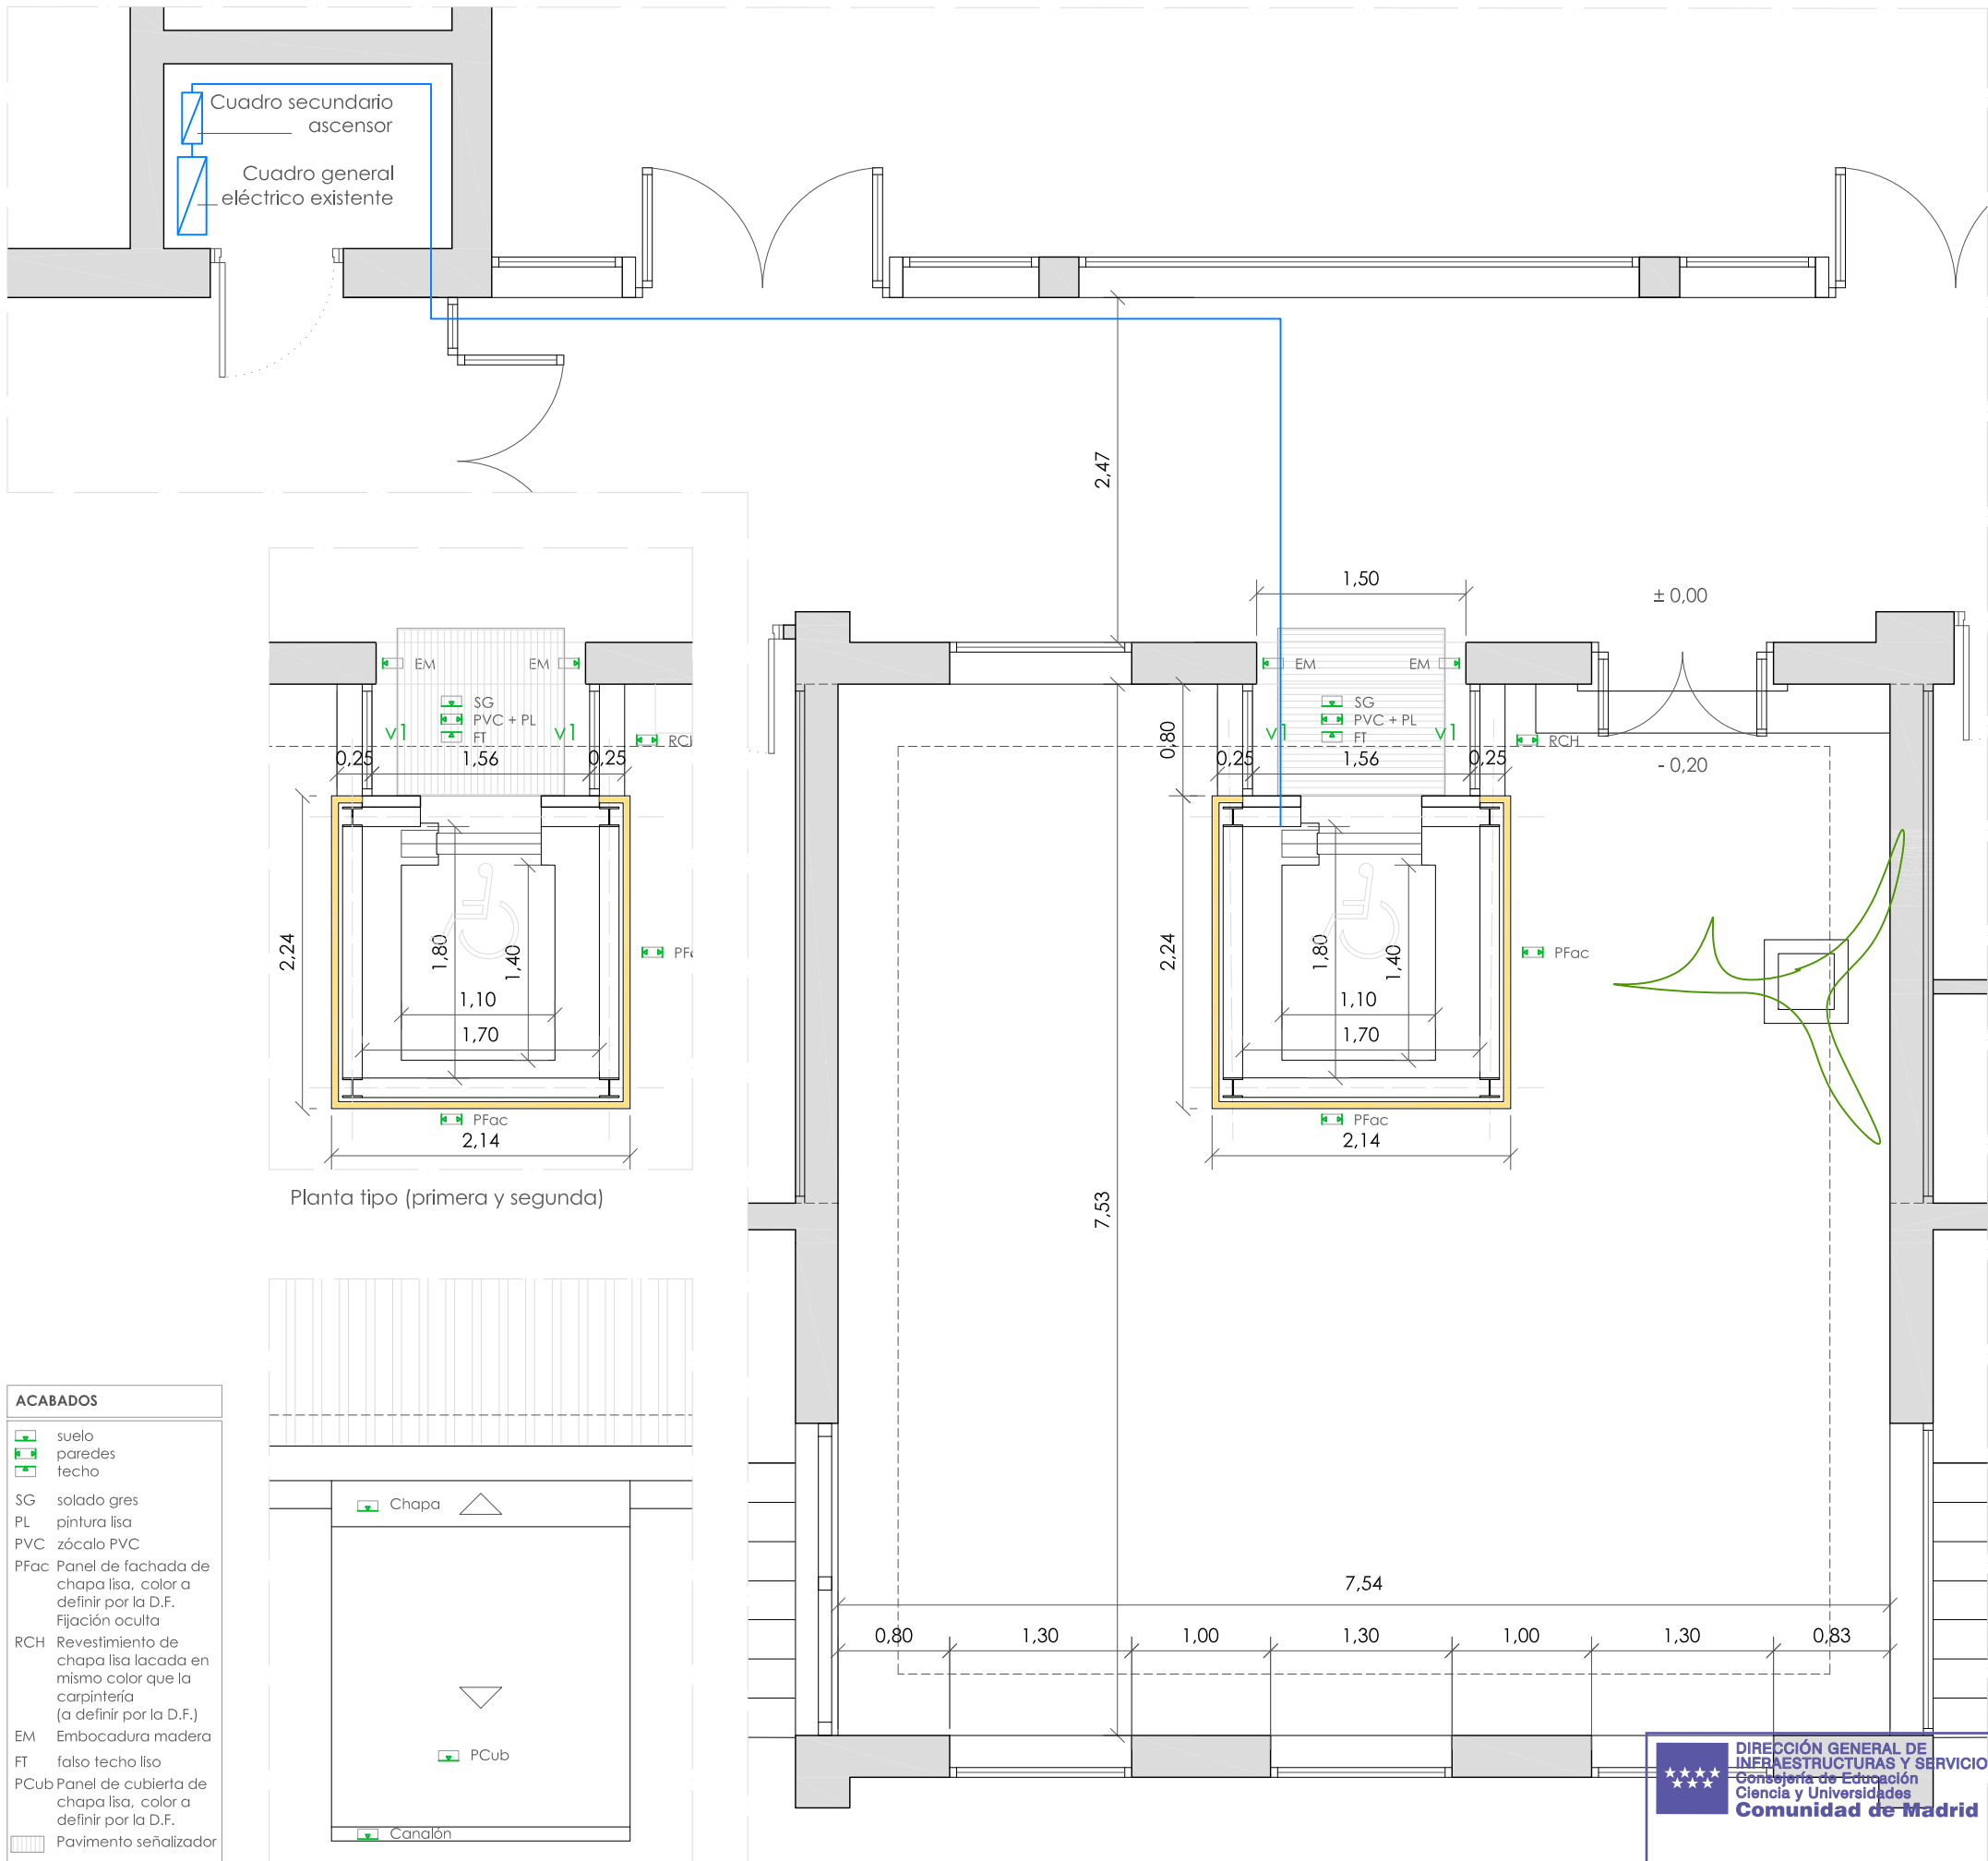 Cuadro secundario
ascensor
Cuadro general
eléctrico existente
2,47
1,50
± 0,00
EM
EM
SG
PVC + PL
FT
v1
v1
RCH
0,25
1,56
0,25
2,24
1,80
1,40
1,10
1,70
PFac
2,14
Planta tipo (primera y segunda)
EM
EM
SG
PVC + PL
FT
v1
v1
RCH
0,80
0,25
1,56
0,25
- 0,20
2,24
1,80
1,40
1,10
1,70
PFac
PFac
2,14
7,53
7,54
0,80
1,30
1,00
1,30
1,00
1,30
0,83
Chapa
PCub
Canalón
ACABADOS
suelo
paredes
techo
SG solado gres
PL pintura lisa
PVC zócalo PVC
PFac Panel de fachada de
chapa lisa, color a
definir por la D.F.
Fijación oculta
RCH Revestimiento de
chapa lisa lacada en
mismo color que la
carpintería
(a definir por la D.F.)
EM Embocadura madera
FT falso techo liso
PCub Panel de cubierta de
chapa lisa, color a
definir por la D.F.
Pavimento señalizador
DIRECCIÓN GENERAL DE
INFRAESTRUCTURAS Y SERVICIO
Consejería de Educación
Ciencia y Universidades
Comunidad de Madrid